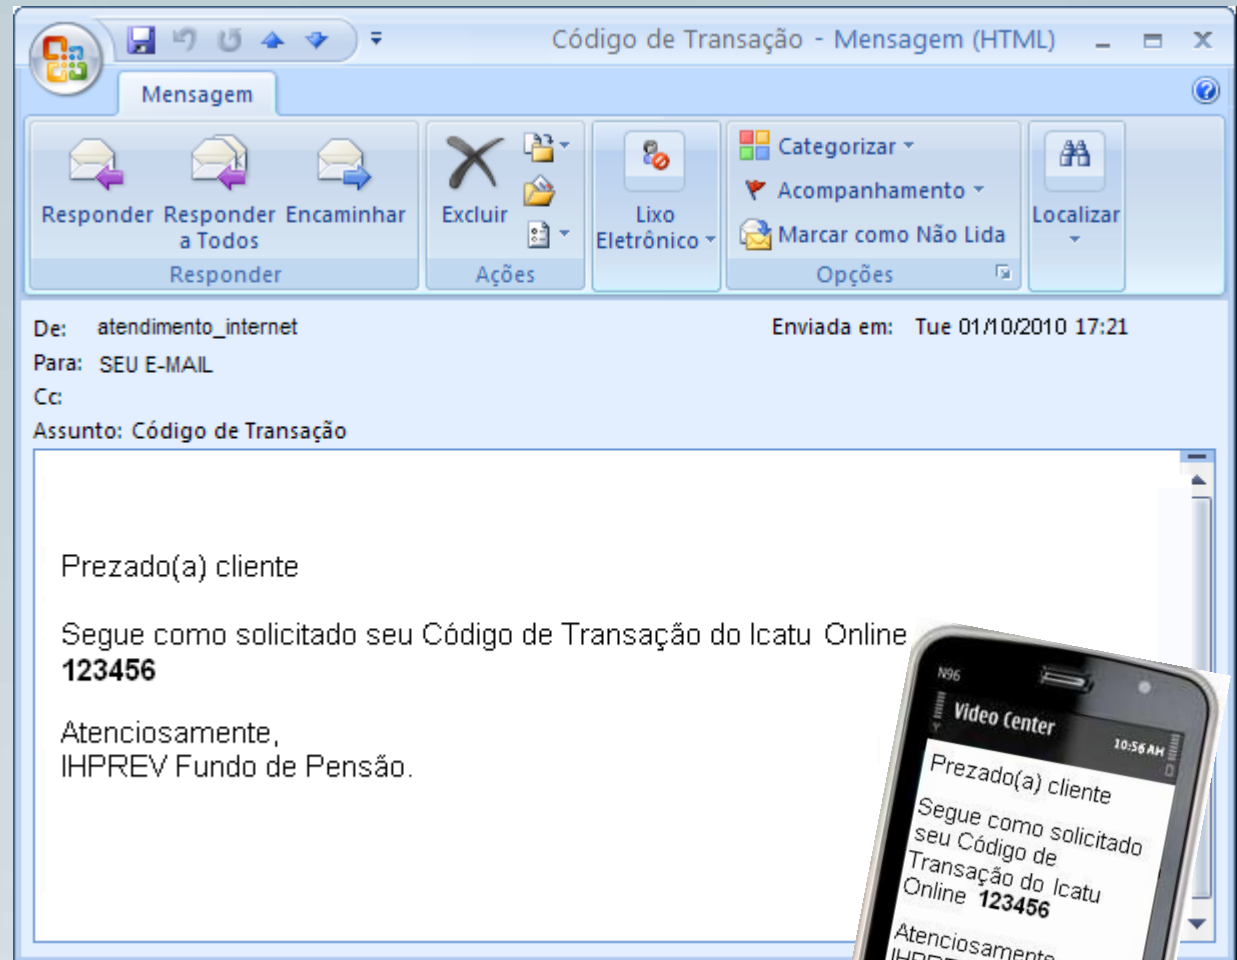 Código de Transação - Mensagem (HTML)
Mensagem
Responder
Responder a Todos
Encaminhar
Responder
Excluir
Ações
Lixo Eletrônico
Categorizar
Acompanhamento
Marcar como Não Lida
Opções
Localizar
De: atendimento_internet
Enviada em: Tue 01/10/2010 17:21
Para: SEU E-MAIL
Cc:
Assunto: Código de Transação
Prezado(a) cliente
Segue como solicitado seu Código de Transação do Icatu Online
123456
Atenciosamente,
IHPREV Fundo de Pensão.
N96
Video Center
10:56 AM
Prezado(a) cliente
Segue como solicitado
seu Código de
Transação do Icatu
Online 123456
Atenciosamente